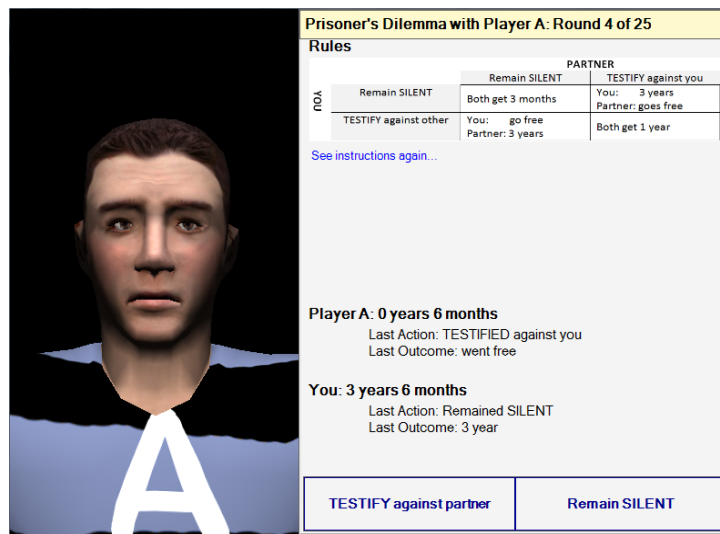 Prisoner's Dilemma with Player A: Round 4 of 25
Rules
PARTNER
Remain SILENT TESTIFY against you
YOU
Remain SILENT Both get 3 months You: 3 years
Partner: goes free
TESTIFY against other You: go free
Partner: 3 years Both get 1 year
See instructions again...
Player A: 0 years 6 months
Last Action: TESTIFIED against you
Last Outcome: went free
You: 3 years 6 months
Last Action: Remained SILENT
Last Outcome: 3 year
TESTIFY against partner Remain SILENT
A